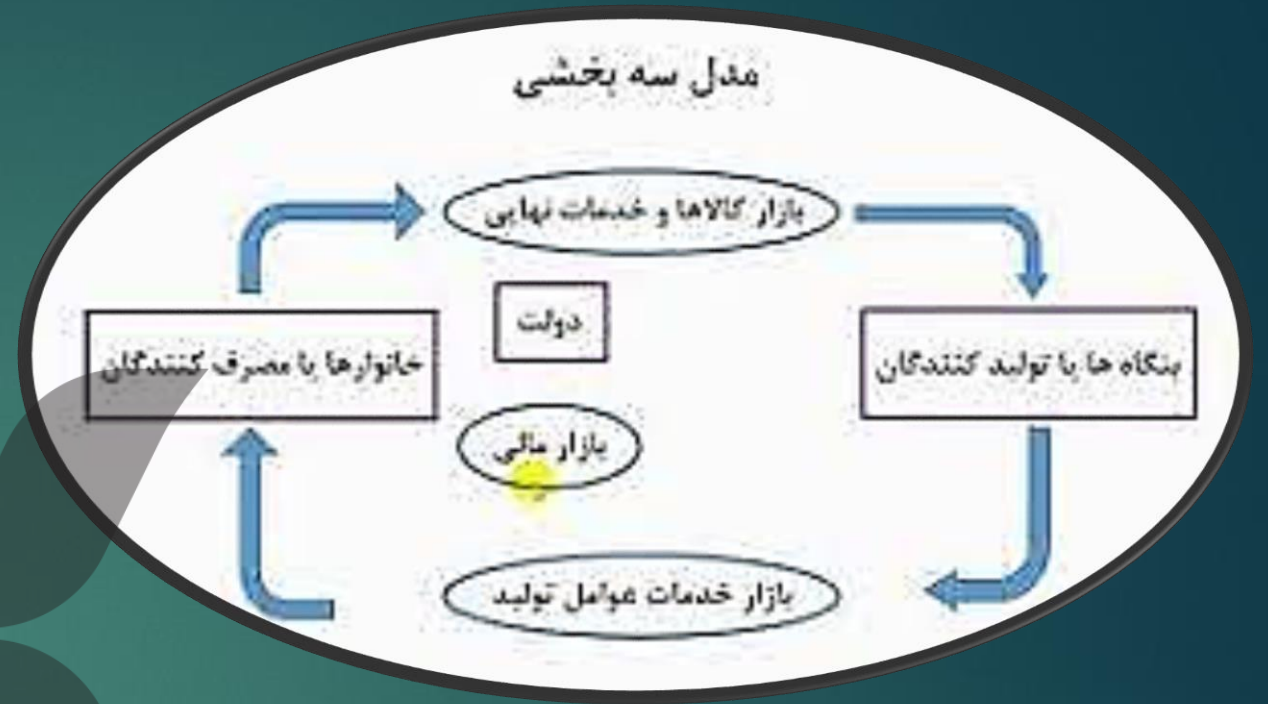 مدل سه بخشی
بازار کالاها و خدمات نهایی
دولت
بنگاه ها یا تولید کنندگان
خانوارها یا مصرف کنندگان
بازار مالی
بازار خدمات عوامل تولید